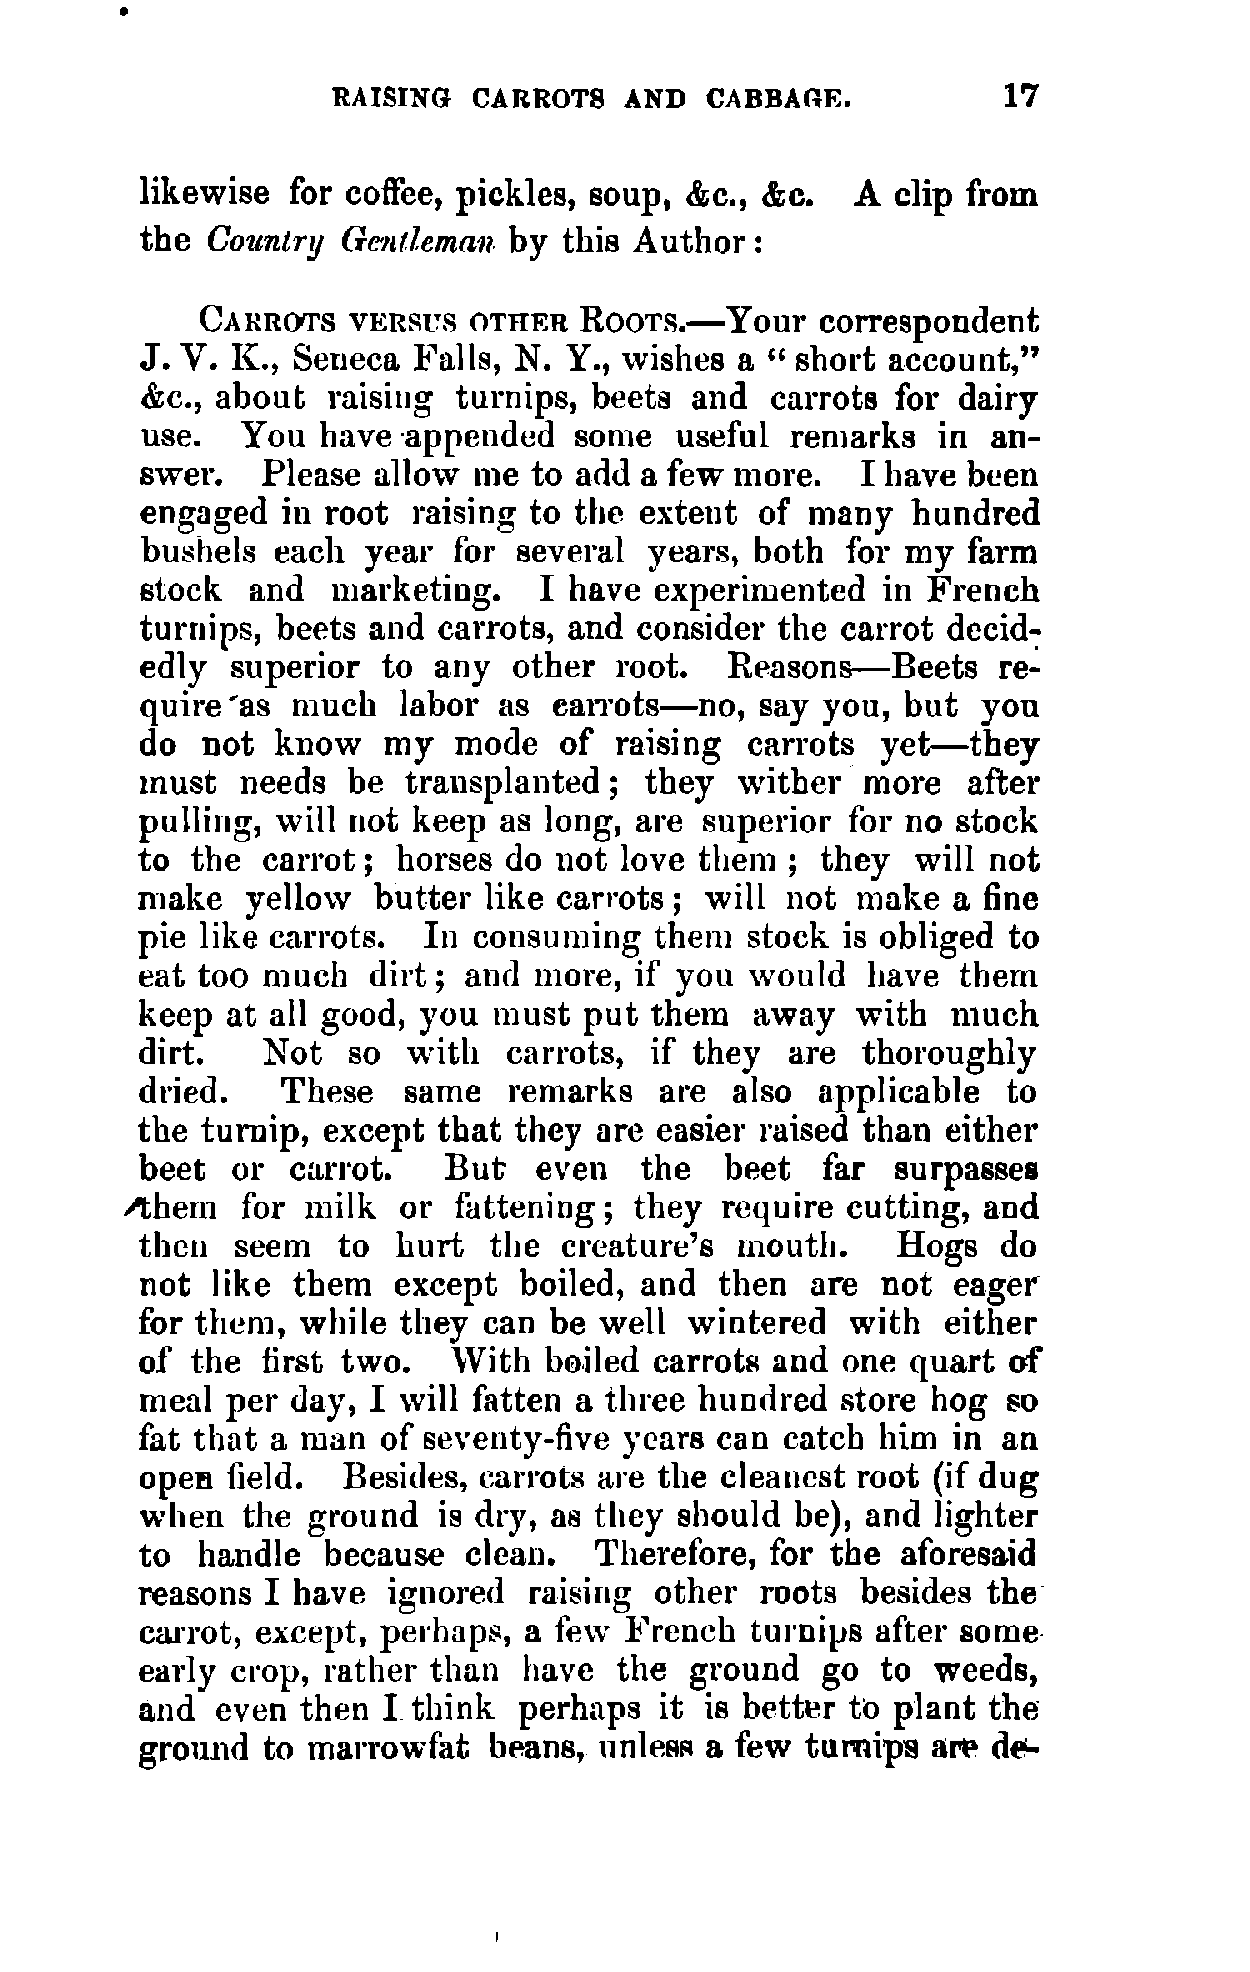 RAISING CARROTS AND CABBAGE. 17
likewise for coffee, pickles, soup, &c., &c. A clip from
the Country Gentleman by this Author:
CARROTS VERSUS OTHER ROOTS.—Your correspondent
J. V. K., Seneca Falls, N. Y., wishes a "short account,"
&c., about raising turnips, beets and carrots for dairy
use. You have appended some useful remarks in an-
swer. Please allow me to add a few more. I have been
engaged in root raising to the extent of many hundred
bushels each year for several years, both for my farm
stock and marketing. I have experimented in French
turnips, beets and carrots, and consider the carrot decid-
edly superior to any other root. Reasons—Beets re-
quire as much labor as carrots—no, say you, but you
do not know my mode of raising carrots yet—they
must needs be transplanted; they wither more after
pulling, will not keep as long, are superior for no stock
to the carrot; horses do not love them; they will not
make yellow butter like carrots; will not make a fine
pie like carrots. In consuming them stock is obliged to
eat too much dirt; and more, if you would have them
keep at all good, you must put them away with much
dirt. Not so with carrots, if they are thoroughly
dried. These same remarks are also applicable to
the turnip, except that they are easier raised than either
beet or carrot. But even the beet far surpasses
them for milk or fattening; they require cutting, and
then seem to hurt the creature's mouth. Hogs do
not like them except boiled, and then are not eager
for them, while they can be well wintered with either
of the first two. With boiled carrots and one quart of
meal per day, I will fatten a three hundred store hog so
fat that a man of seventy-five years can catch him in an
open field. Besides, carrots are the cleanest root (if dug
when the ground is dry, as they should be), and lighter
to handle because clean. Therefore, for the aforesaid
reasons I have ignored raising other roots besides the
carrot, except, perhaps, a few French turnips after some
early crop, rather than have the ground go to weeds,
and even then I think perhaps it is better to plant the
ground to marrowfat beans, unless a few turnips are de-